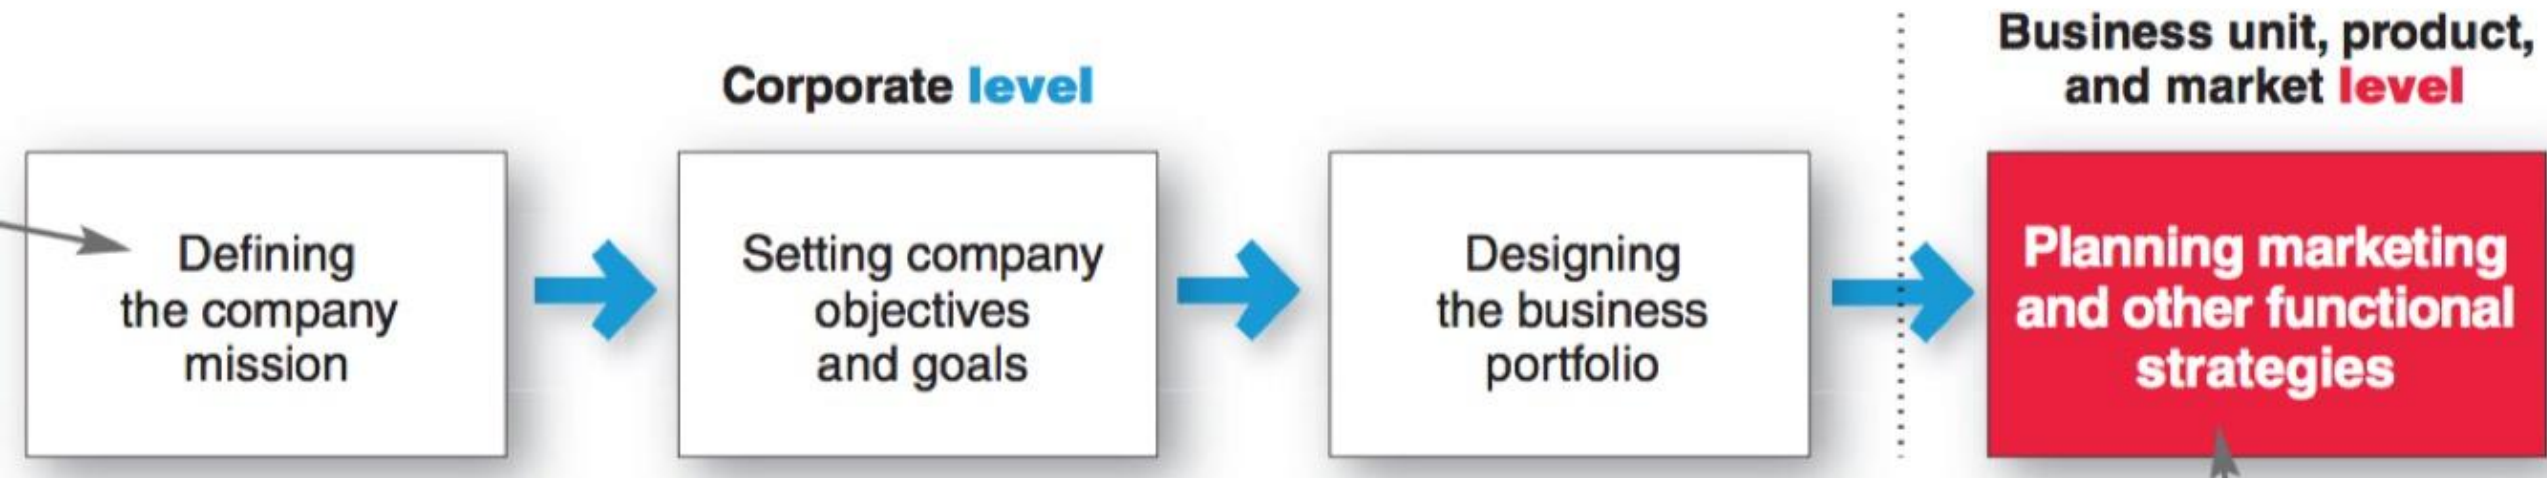 Corporate level
Business unit, product,
and market level
Defining
the company
mission
Setting company
objectives
and goals
Designing
the business
portfolio
Planning marketing
and other functional
strategies